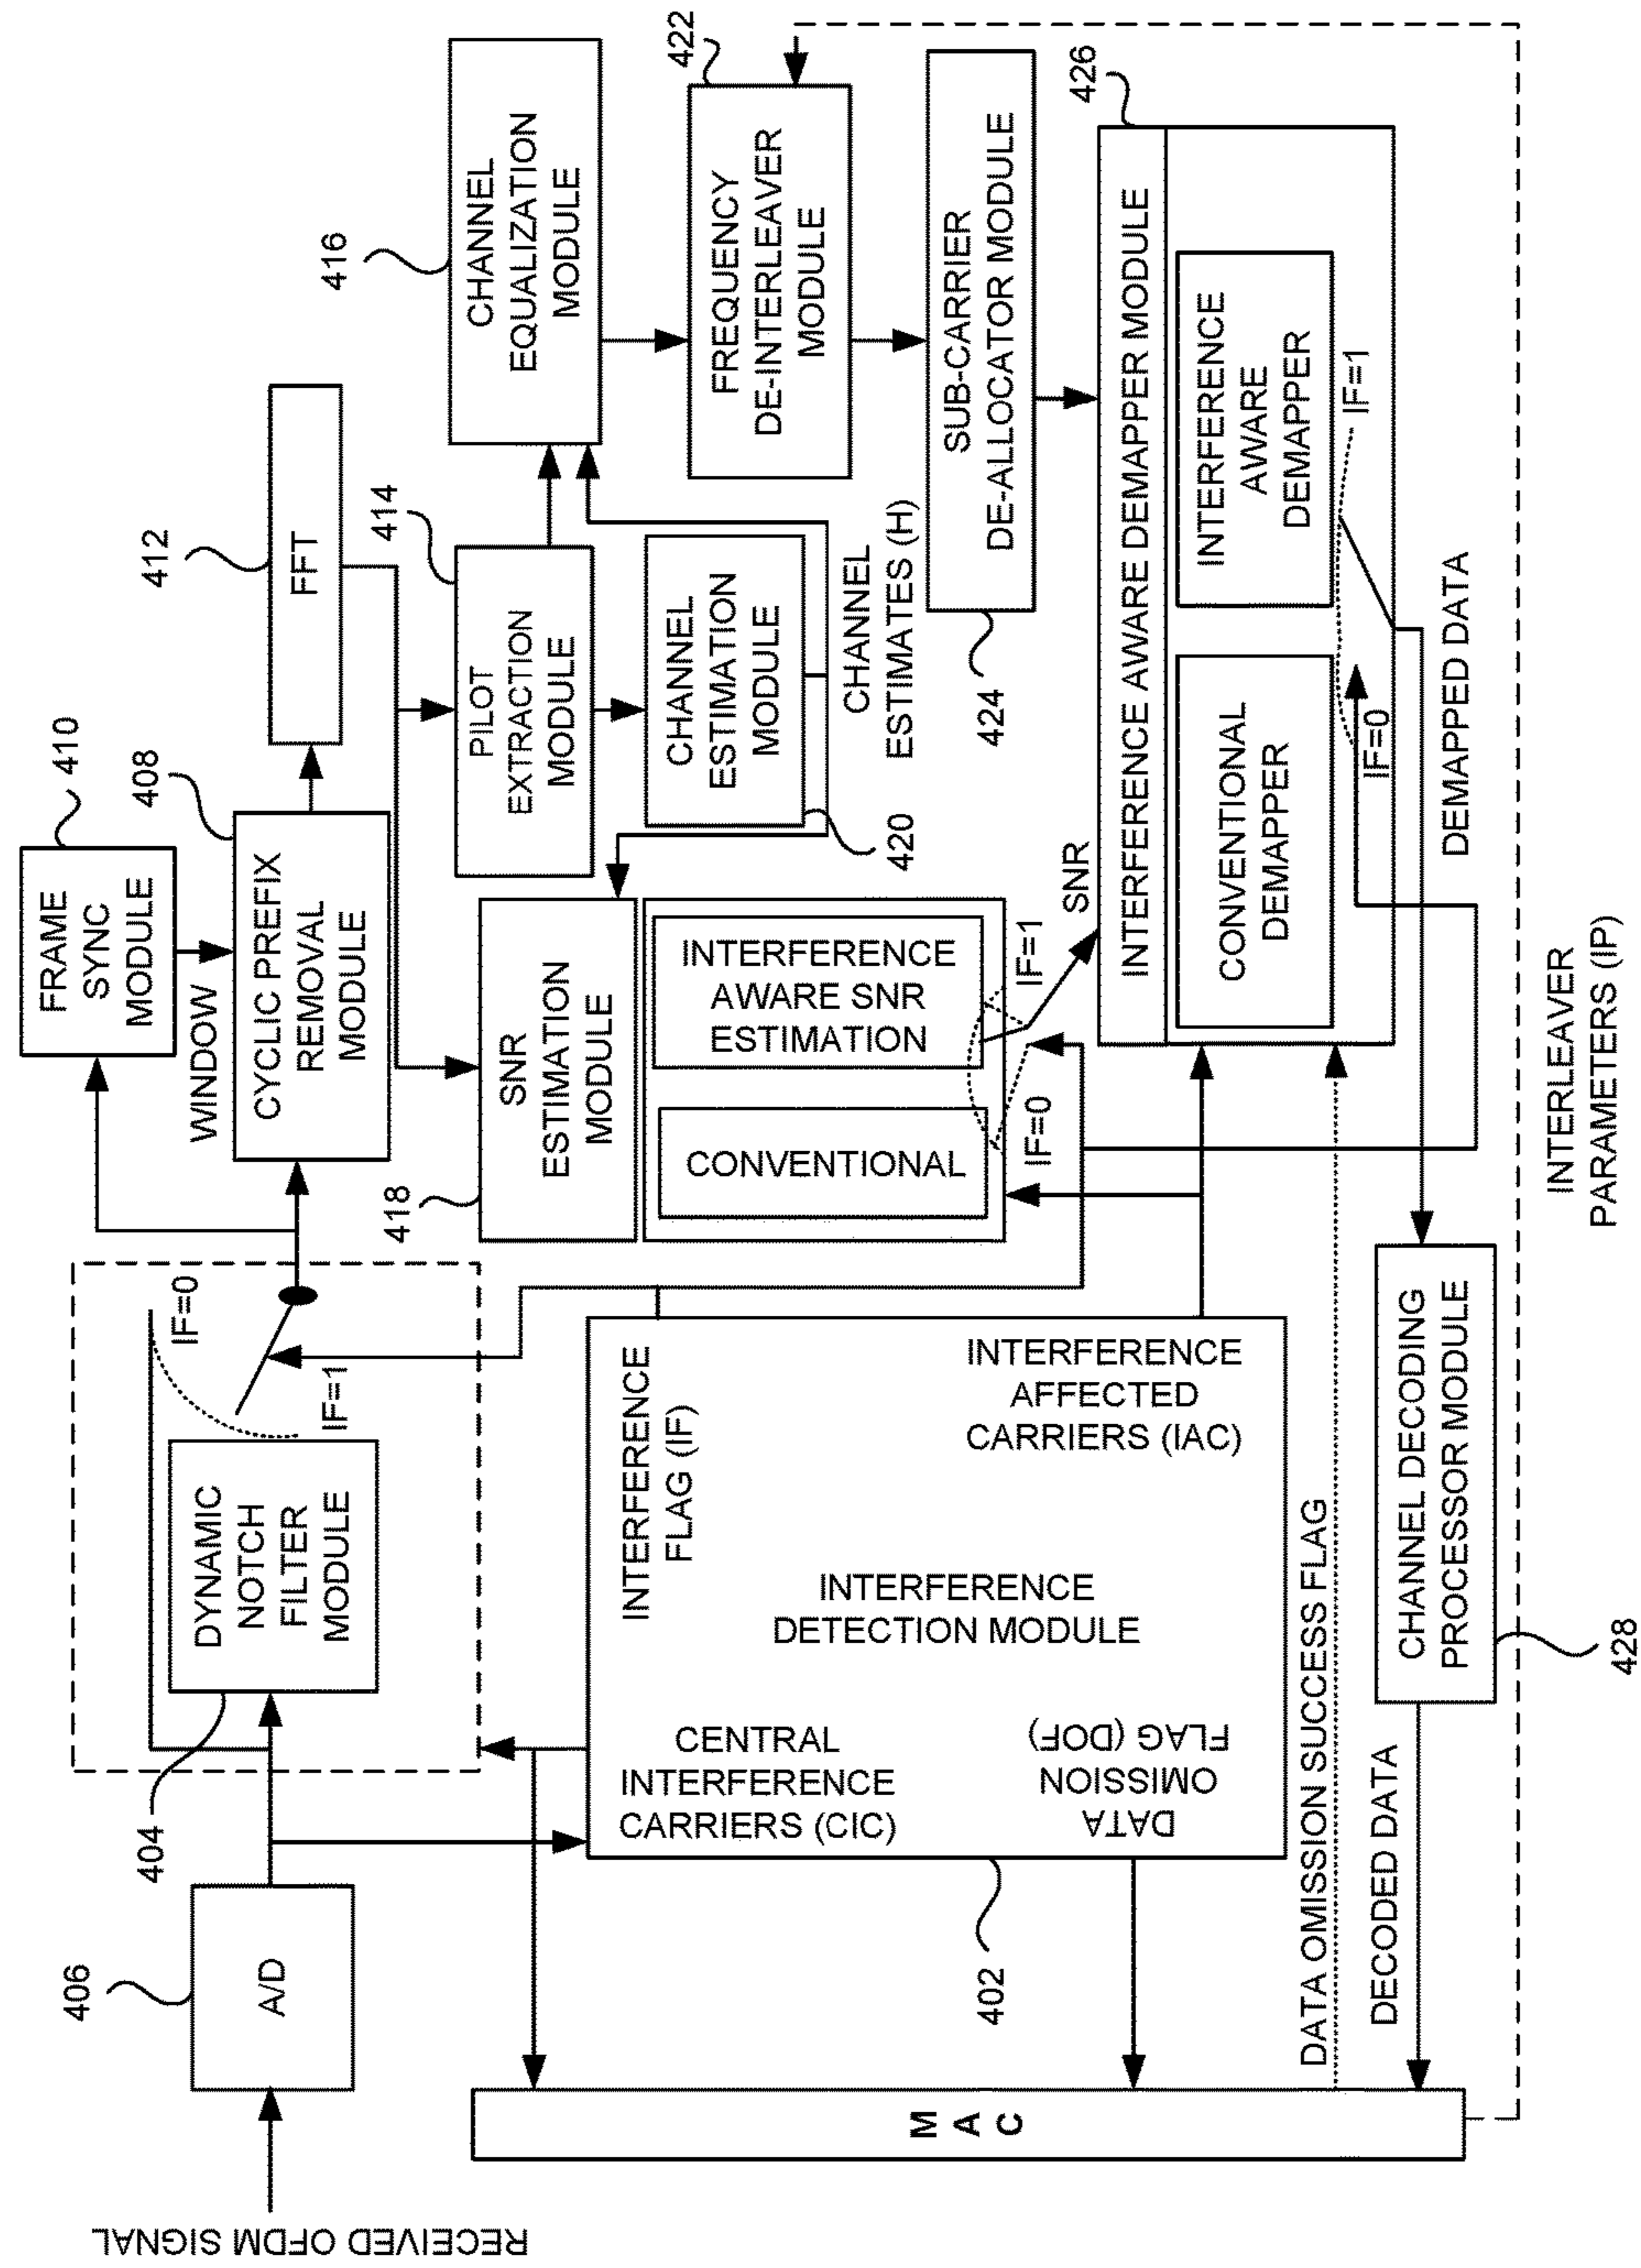 RECEIVED OFDM SIGNAL
406
A/D
404
DYNAMIC
NOTCH
FILTER
MODULE
IF=0
IF=1
410
FRAME
SYNC
MODULE
WINDOW
408
CYCLIC PREFIX
REMOVAL
MODULE
412
FFT
414
PILOT
EXTRACTION
MODULE
416
CHANNEL
EQUALIZATION
MODULE
418
SNR
ESTIMATION
MODULE
CONVENTIONAL
INTERFERENCE
AWARE SNR
ESTIMATION
IF=0
IF=1
SNR
CHANNEL
ESTIMATION
MODULE
420
CHANNEL
ESTIMATES (H)
422
FREQUENCY
DE-INTERLEAVER
MODULE
SUB-CARRIER
DE-ALLOCATOR MODULE
424
426
INTERFERENCE AWARE DEMAPPER MODULE
CONVENTIONAL
DEMAPPER
INTERFERENCE
AWARE
DEMAPPER
IF=0
IF=1
DEMAPPED DATA
INTERFERENCE
FLAG (IF)
INTERFERENCE
AFFECTED
CARRIERS (IAC)
INTERFERENCE
DETECTION MODULE
CENTRAL
INTERFERENCE
CARRIERS (CIC)
DATA
OMISSION
FLAG (DOF)
402
M
A
C
DATA OMISSION SUCCESS FLAG
DECODED DATA
CHANNEL DECODING
PROCESSOR MODULE
428
INTERLEAVER
PARAMETERS (IP)